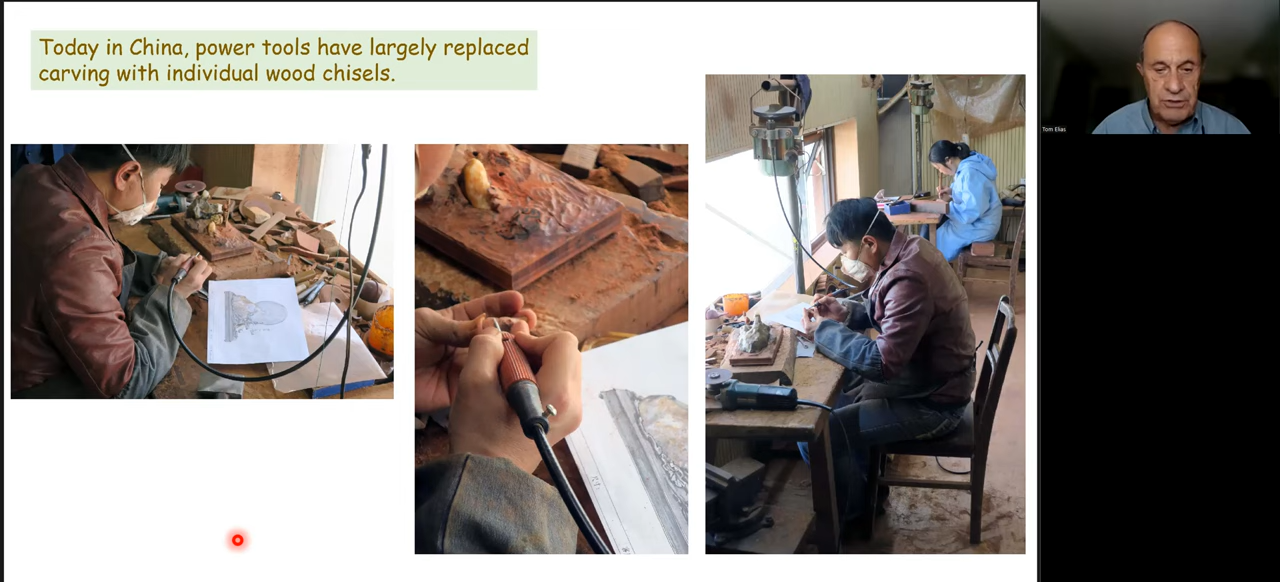 Today in China, power tools have largely replaced
carving with individual wood chisels.
Tom Elias